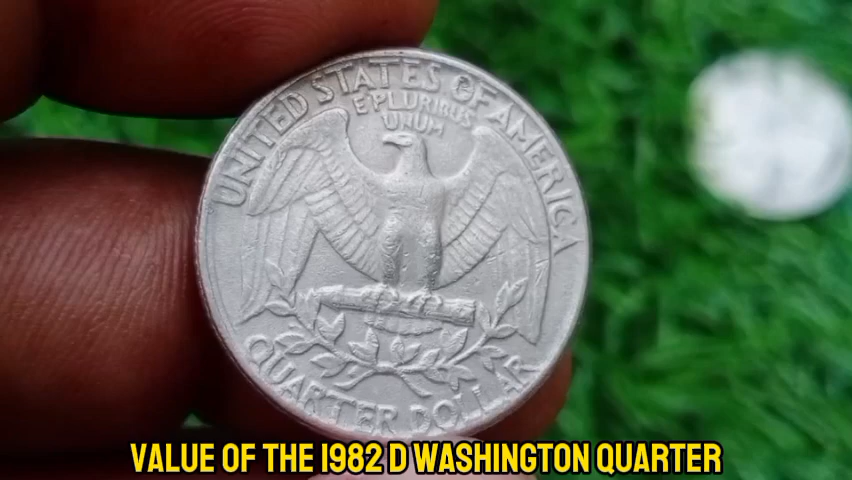 UNITED STATES OF AMERICA
E PLURIBUS
UNUM
QUARTER DOLLAR
VALUE OF THE 1982 D WASHINGTON QUARTER